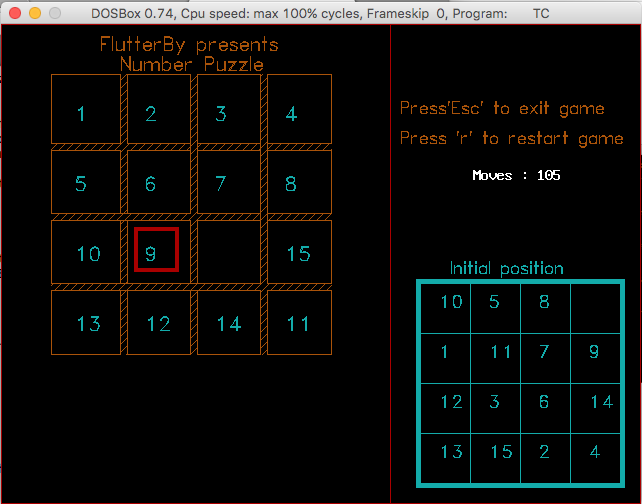 DOSBox 0.74, Cpu speed: max 100% cycles, Frameskip 0, Program: TC
FlutterBy presents
Number Puzzle
1 2 3 4
5 6 7 8
10 9 15
13 12 14 11
Press'Esc' to exit game
Press 'r' to restart game
Moves : 105
Initial position
10 5 8
1 11 7 9
12 3 6 14
13 15 2 4